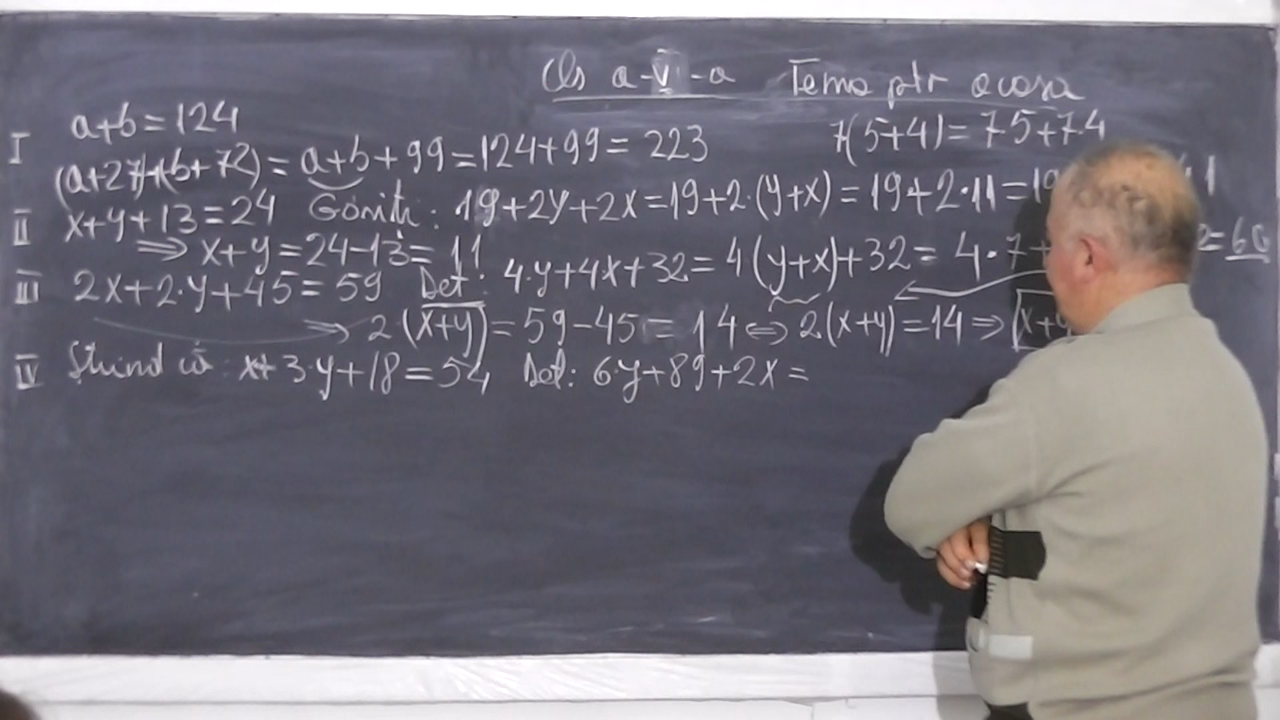 Cls a-V-a Tema ptr acasa
I a+b=124 7(5+4)=7·5+7·4
(a+27)+(b+72)=a+b+99=124+99=223
II x+y+13=24 19+2y+2x=19+2·(y+x)=19+2·11=19
⇒ x+y=24-13=11
III 2x+2·y+45=59 Det: 4·y+4x+32=4(y+x)+32=4·7+ =60
⇒ 2(x+y)=59-45=14⇔2(x+y)=14⇒ x+y
IV Știind că: x+3·y+18=54 Det: 6·y+89+2x=